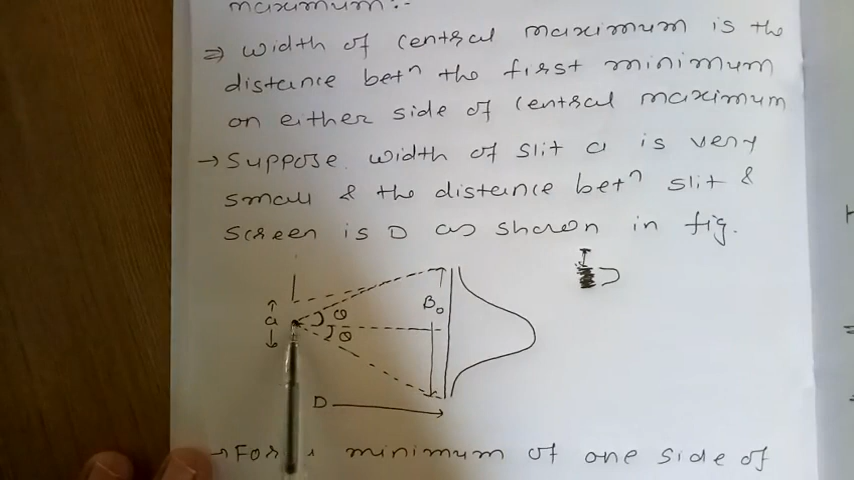 maximum:-
⇒ width of central maximum is the
distance betⁿ the first minimum
on either side of central maximum
→ Suppose width of slit a is very
small & the distance betⁿ slit &
screen is D as shown in fig.
a
θ
θ
B₀
D
→ For minimum of one side of